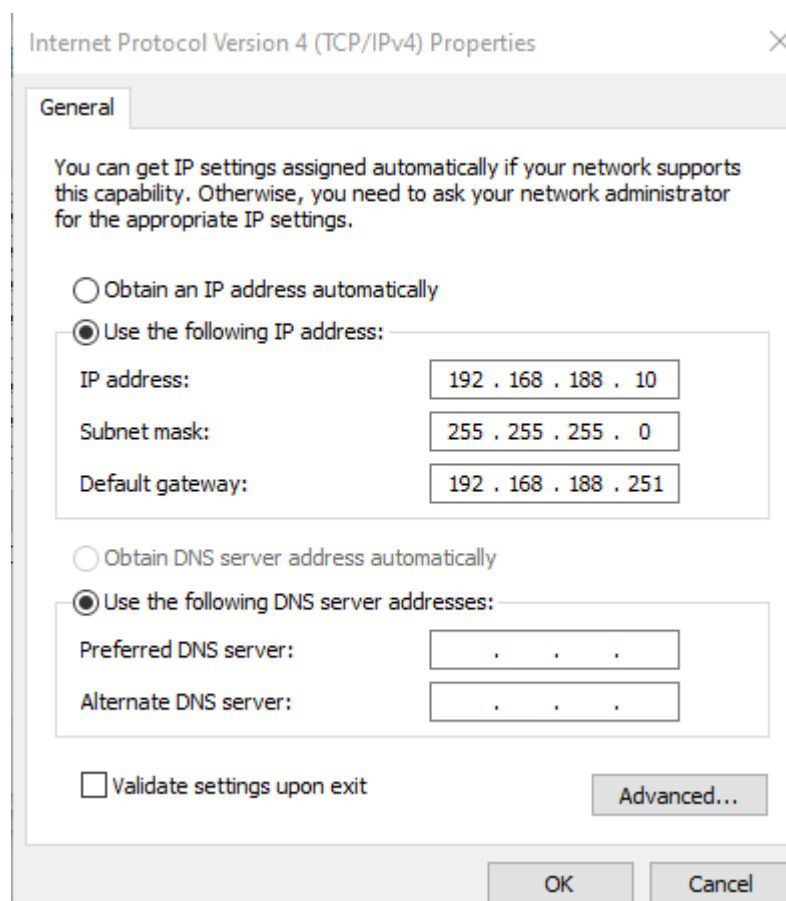 Internet Protocol Version 4 (TCP/IPv4) Properties
General
You can get IP settings assigned automatically if your network supports
this capability. Otherwise, you need to ask your network administrator
for the appropriate IP settings.
Obtain an IP address automatically
Use the following IP address:
IP address: 192 . 168 . 188 . 10
Subnet mask: 255 . 255 . 255 . 0
Default gateway: 192 . 168 . 188 . 251
Obtain DNS server address automatically
Use the following DNS server addresses:
Preferred DNS server: . . .
Alternate DNS server: . . .
Validate settings upon exit
Advanced...
OK Cancel